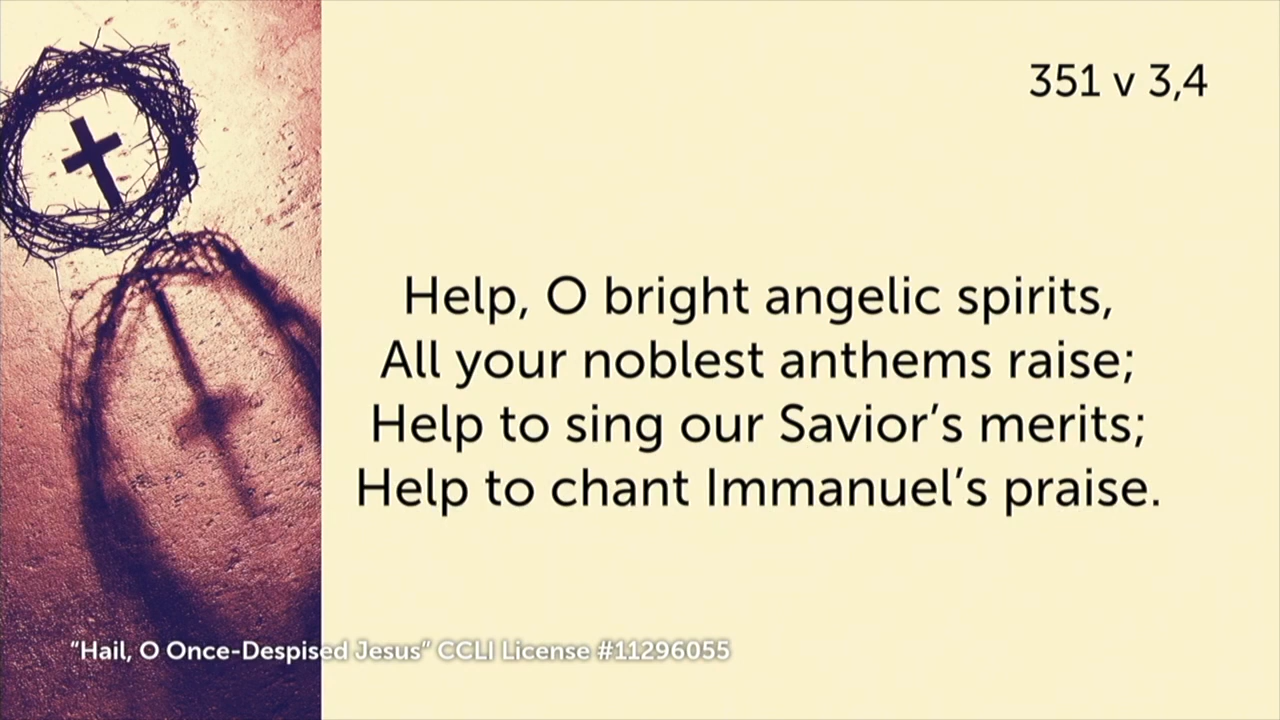 351 v 3,4
Help, O bright angelic spirits,
All your noblest anthems raise;
Help to sing our Savior’s merits;
Help to chant Immanuel’s praise.
“Hail, O Once-Despised Jesus” CCLI License #11296055